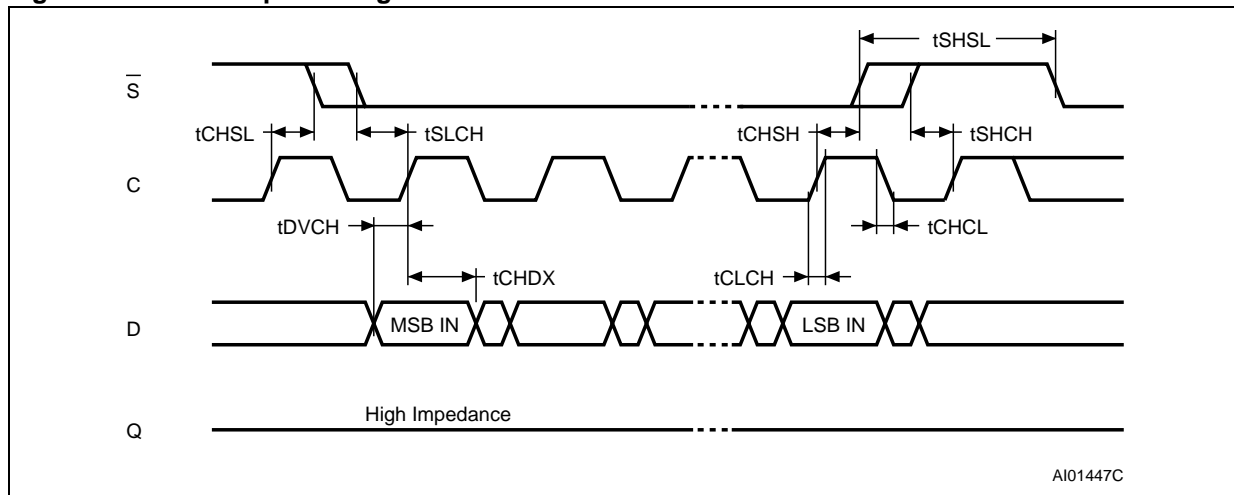 tSHSL
S
tCHSL
tSLCH
tCHSH
tSHCH
C
tDVCH
tCHCL
tCHDX
tCLCH
D
MSB IN
LSB IN
High Impedance
Q
AI01447C